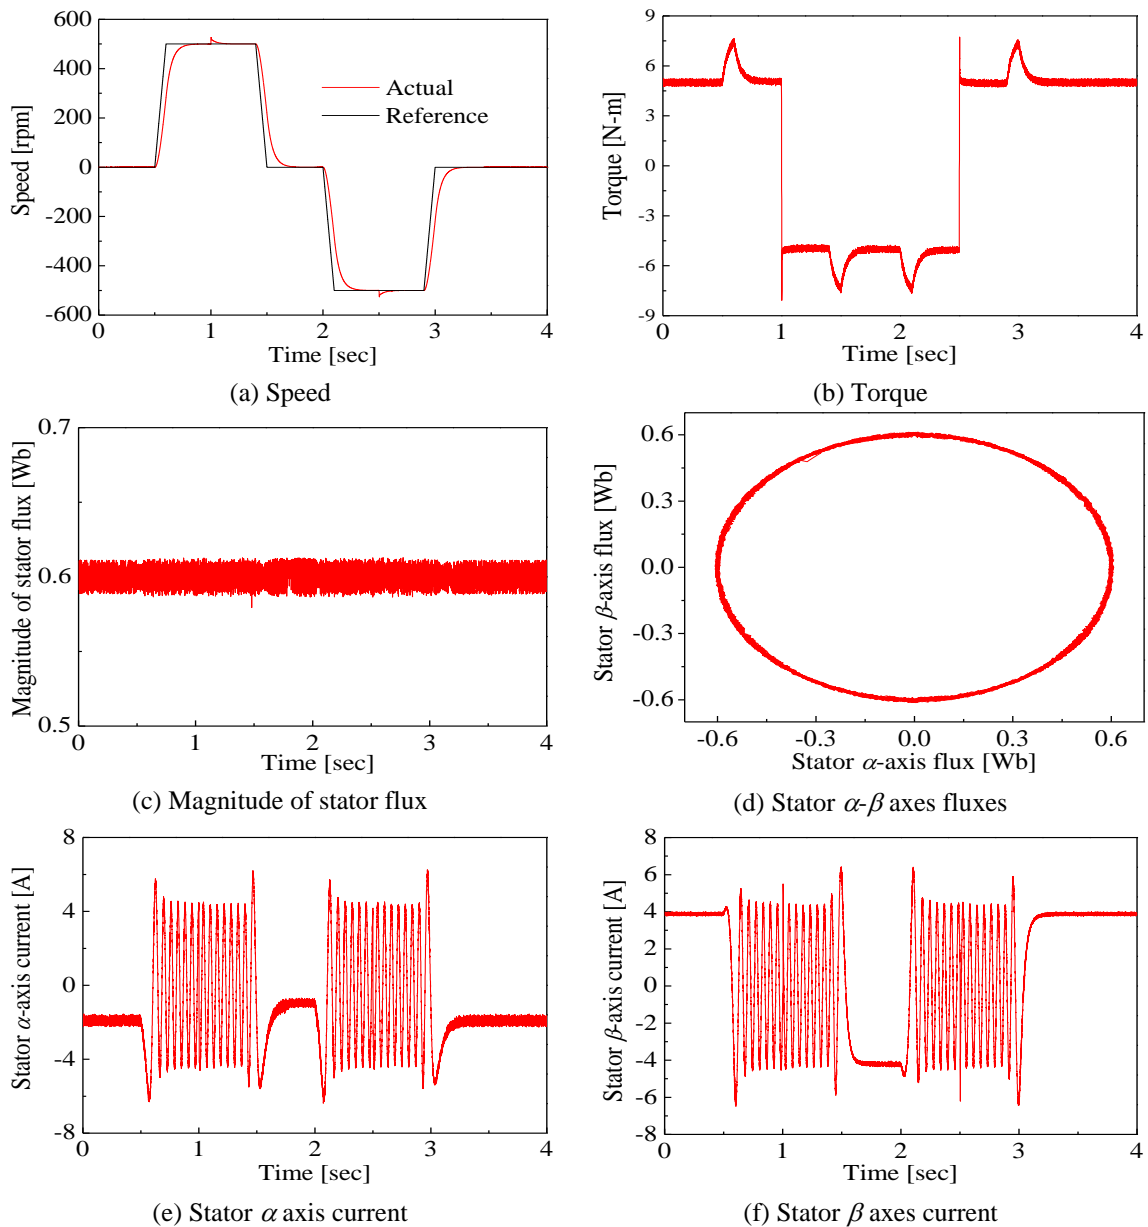 600
400
200
0
-200
-400
-600
Speed [rpm]
Actual
Reference
0 1 2 3 4
Time [sec]
(a) Speed
9
6
3
0
-3
-6
-9
Torque [N-m]
0 1 2 3 4
Time [sec]
(b) Torque
0.7
0.6
0.5
Magnitude of stator flux [Wb]
0 1 2 3 4
Time [sec]
(c) Magnitude of stator flux
0.6
0.3
0.0
-0.3
-0.6
Stator β-axis flux [Wb]
-0.6 -0.3 0.0 0.3 0.6
Stator α-axis flux [Wb]
(d) Stator α-β axes fluxes
8
4
0
-4
-8
Stator α-axis current [A]
0 1 2 3 4
Time [sec]
(e) Stator α axis current
8
6
4
2
0
-2
-4
-6
-8
Stator β-axis current [A]
0 1 2 3 4
Time [sec]
(f) Stator β axes current